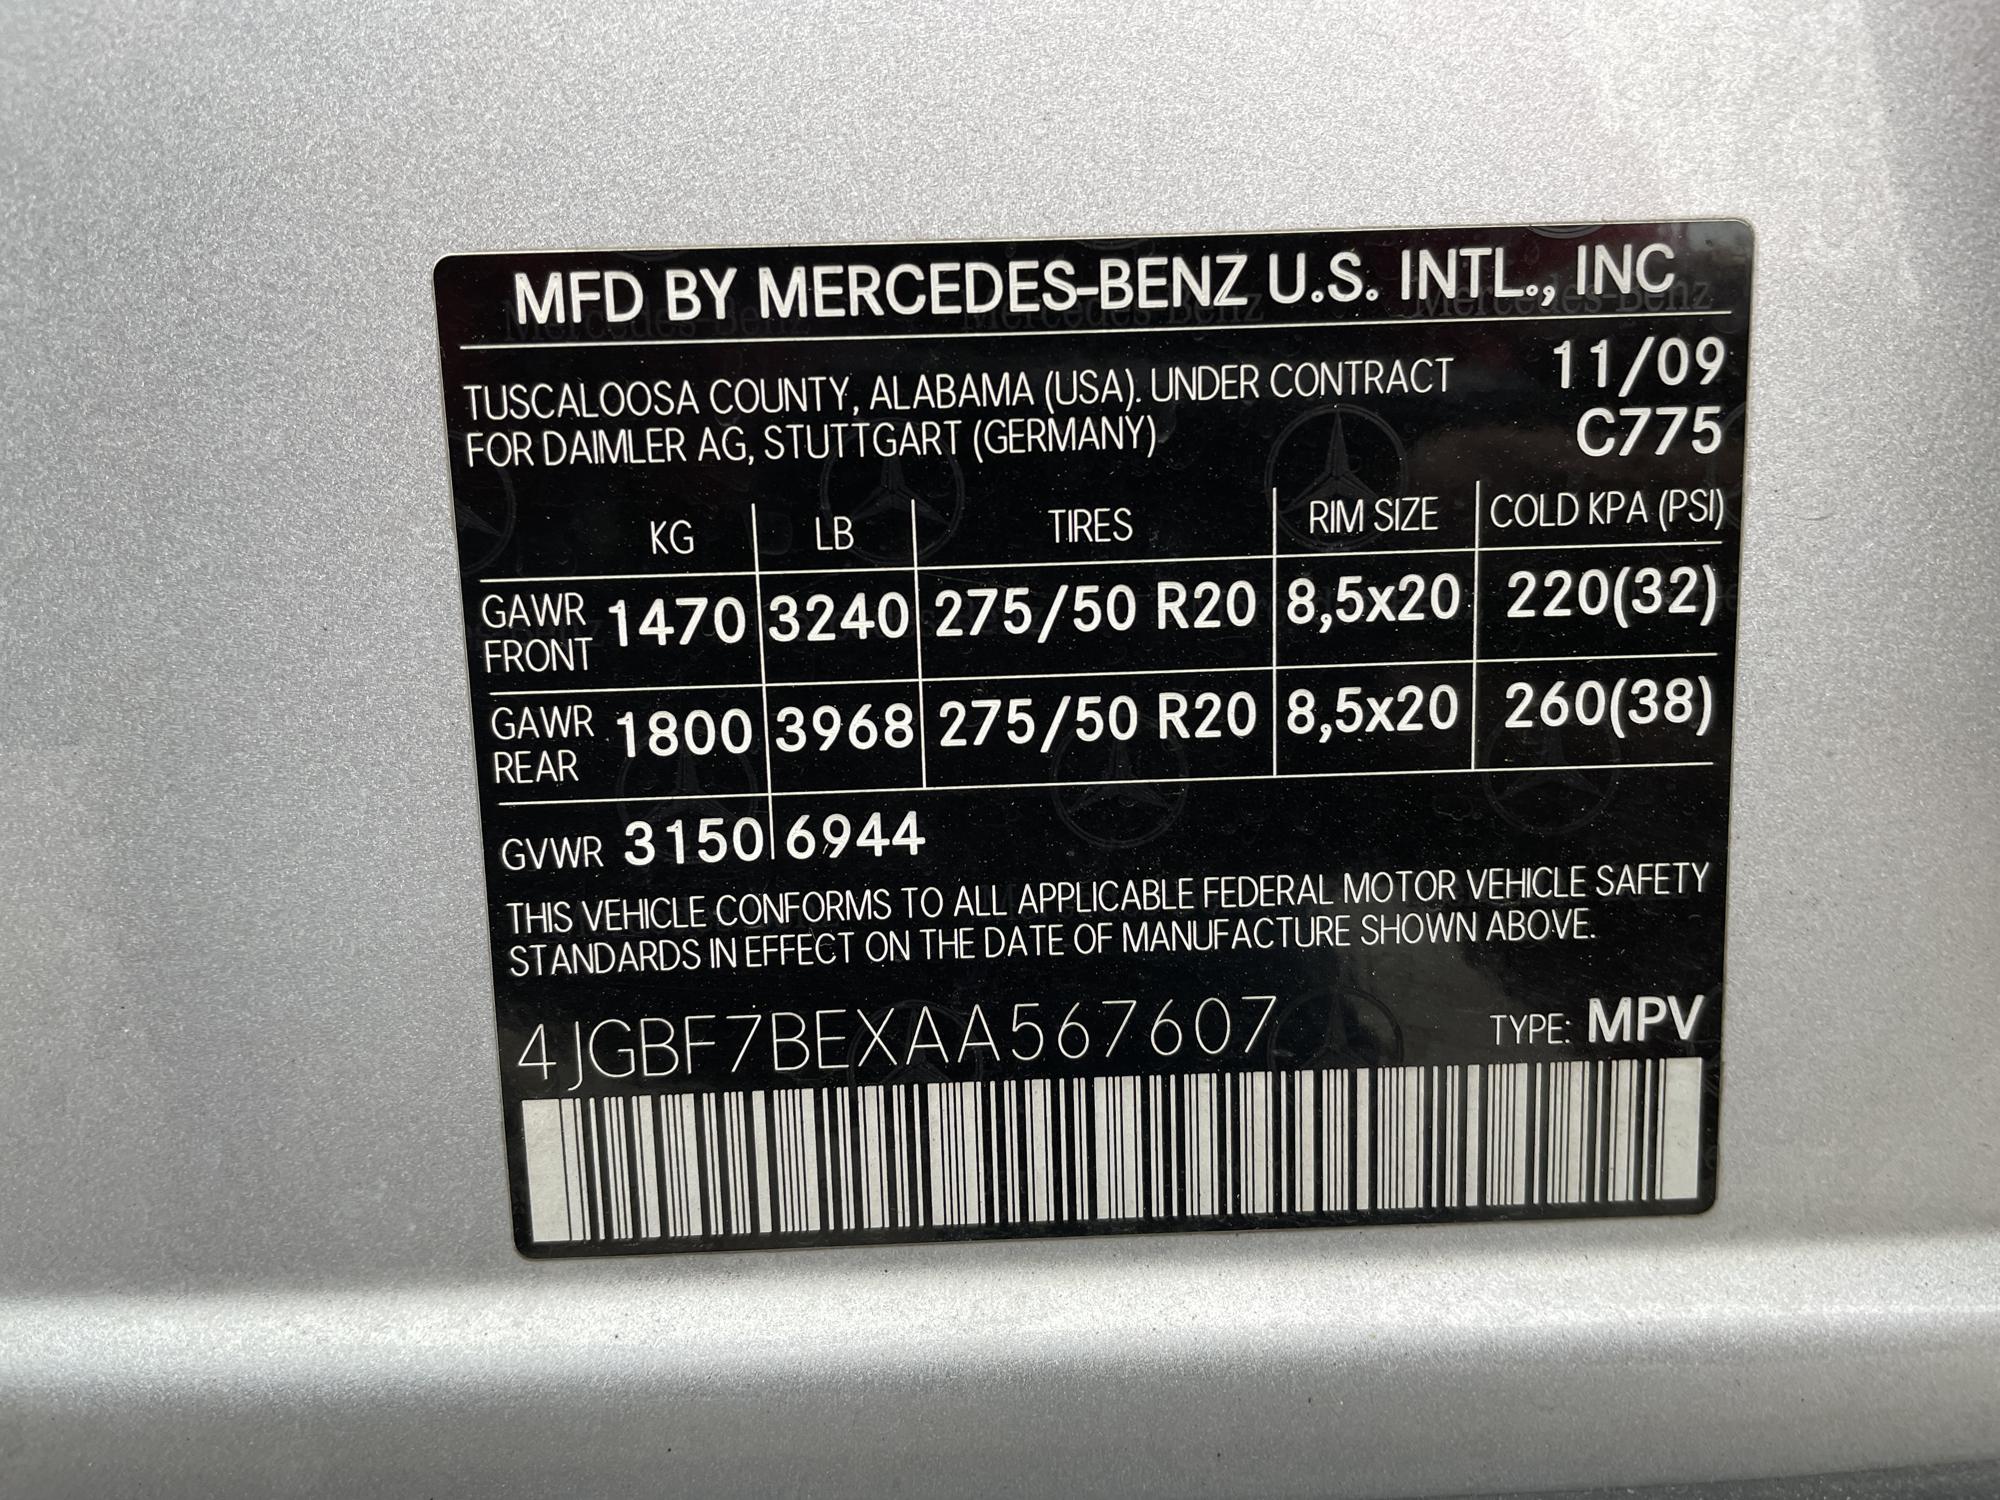 MFD BY MERCEDES-BENZ U.S. INTL., INC
TUSCALOOSA COUNTY, ALABAMA (USA). UNDER CONTRACT 11/09
FOR DAIMLER AG, STUTTGART (GERMANY) C775
KG LB TIRES RIM SIZE COLD KPA (PSI)
GAWR FRONT 1470 3240 275/50 R20 8,5x20 220(32)
GAWR REAR 1800 3968 275/50 R20 8,5x20 260(38)
GVWR 3150 6944
THIS VEHICLE CONFORMS TO ALL APPLICABLE FEDERAL MOTOR VEHICLE SAFETY
STANDARDS IN EFFECT ON THE DATE OF MANUFACTURE SHOWN ABOVE.
4JGBF7BEXAA567607 TYPE: MPV